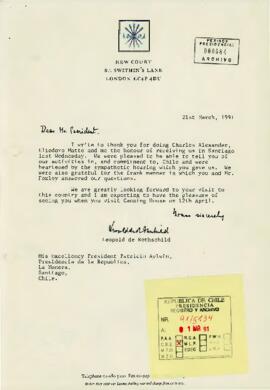 NEW COURT
ST. SWITHIN'S LANE
LONDON EC4P 4DU
PERIODO
PRESIDENCIAL
ARCHIVO
21st March, 1991
Dear Mr. President,
I write to thank you for doing Charles Alexander,
Eliodoro Matte and me the honour of receiving us in Santiago
last Wednesday. We were pleased to be able to tell you of
our activities in, and commitment to, Chile and were
heartened by the sympathetic hearing which you gave us. We
were also grateful for the frank manner in which you and Mr.
Foxley answered our questions.
We are greatly looking forward to your visit to
this country and I am expecting to have the pleasure of
seeing you when you visit Canning House on 12th April.
Yours sincerely
Leopold de Rothschild
Leopold de Rothschild
His Excellency President Patricio Aylwin,
Presidencia de la Republica,
La Moneda,
Santiago,
Chile.
REPUBLICA DE CHILE
PRESIDENCIA
REGISTRO Y ARCHIVO
NR.
A.
P.A.A.
R.C.A.
F.W.
C.B.E.
M.L.P.